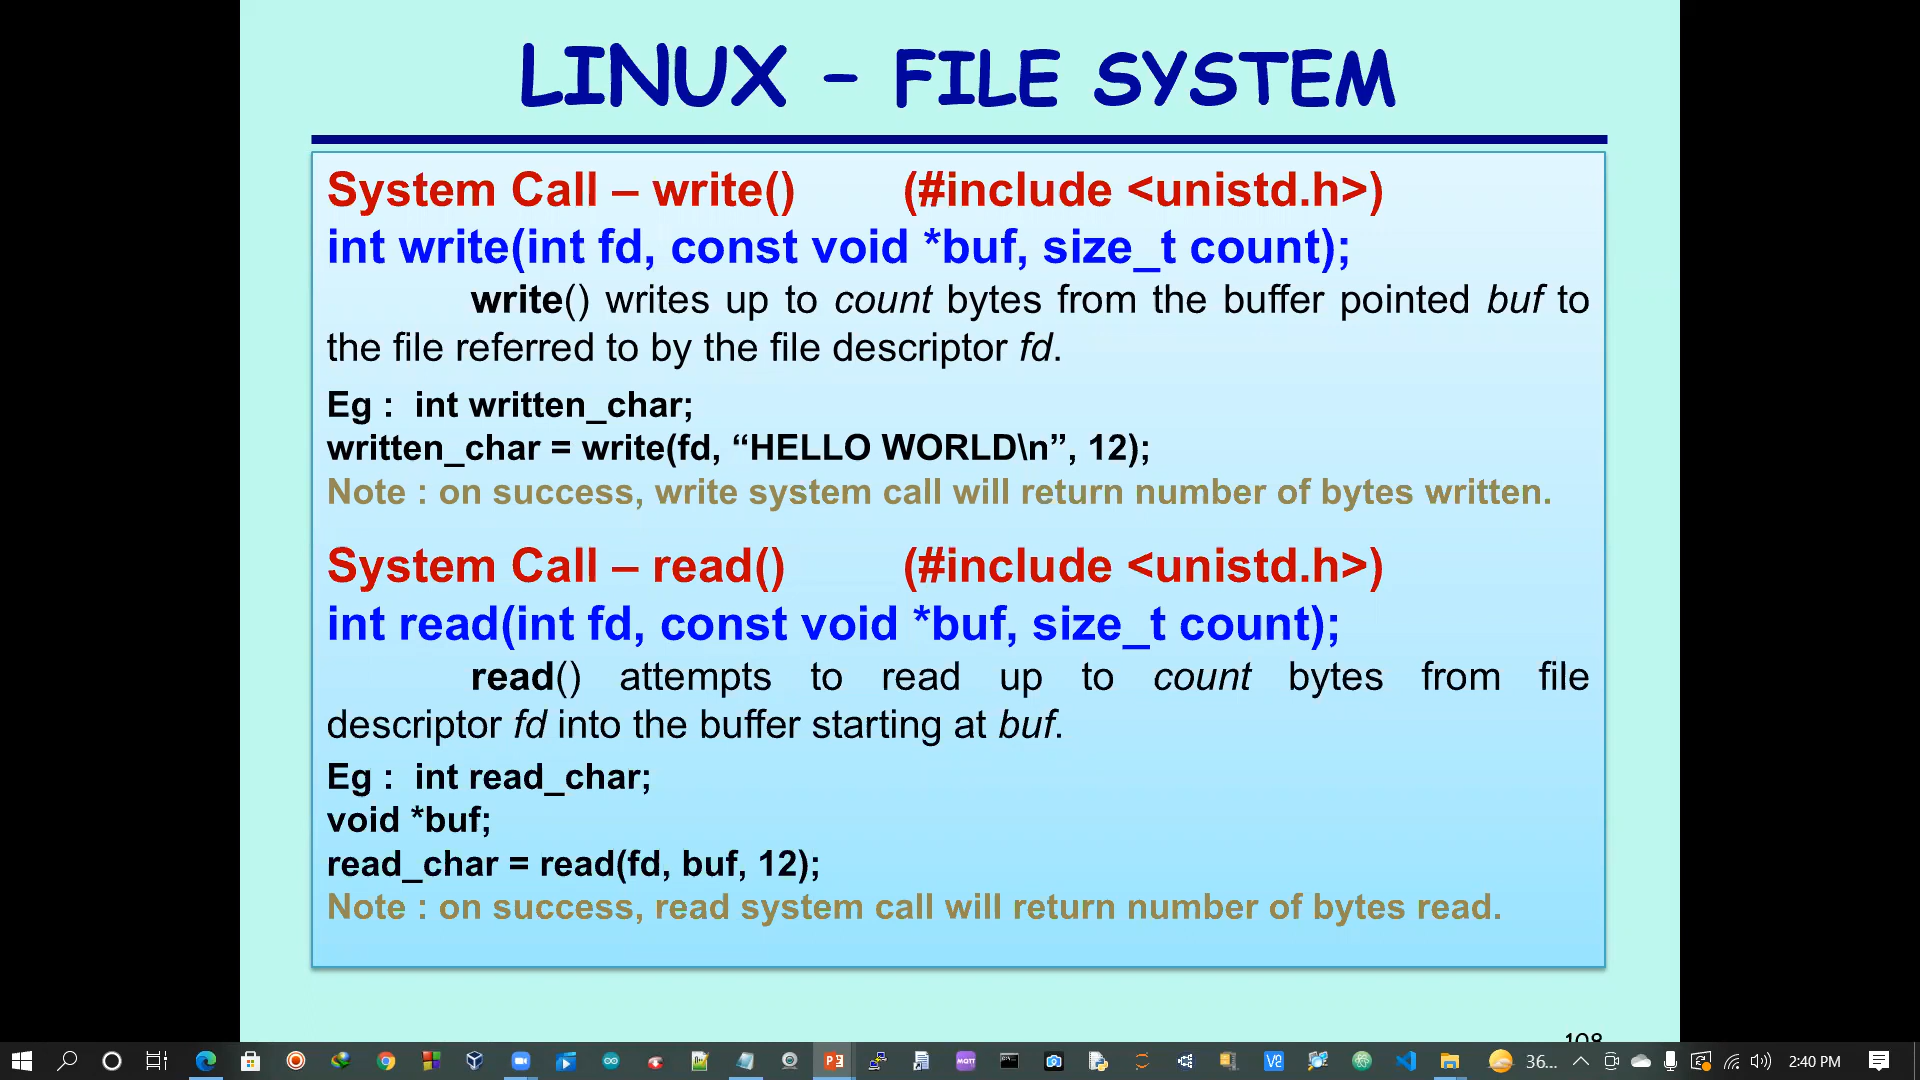 LINUX – FILE SYSTEM
System Call – write() (#include <unistd.h>)
int write(int fd, const void *buf, size_t count);
write() writes up to count bytes from the buffer pointed buf to
the file referred to by the file descriptor fd.
Eg : int written_char;
written_char = write(fd, “HELLO WORLD\n”, 12);
Note : on success, write system call will return number of bytes written.
System Call – read() (#include <unistd.h>)
int read(int fd, const void *buf, size_t count);
read() attempts to read up to count bytes from file
descriptor fd into the buffer starting at buf.
Eg : int read_char;
void *buf;
read_char = read(fd, buf, 12);
Note : on success, read system call will return number of bytes read.
108
36... 2:40 PM